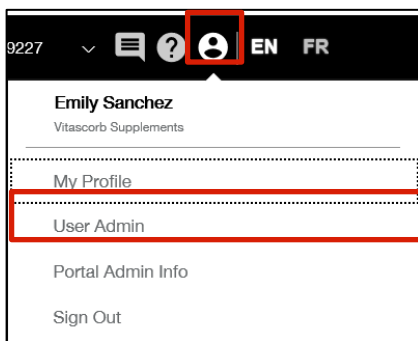 9227 EN FR
Emily Sanchez
Vitascorb Supplements
My Profile
User Admin
Portal Admin Info
Sign Out